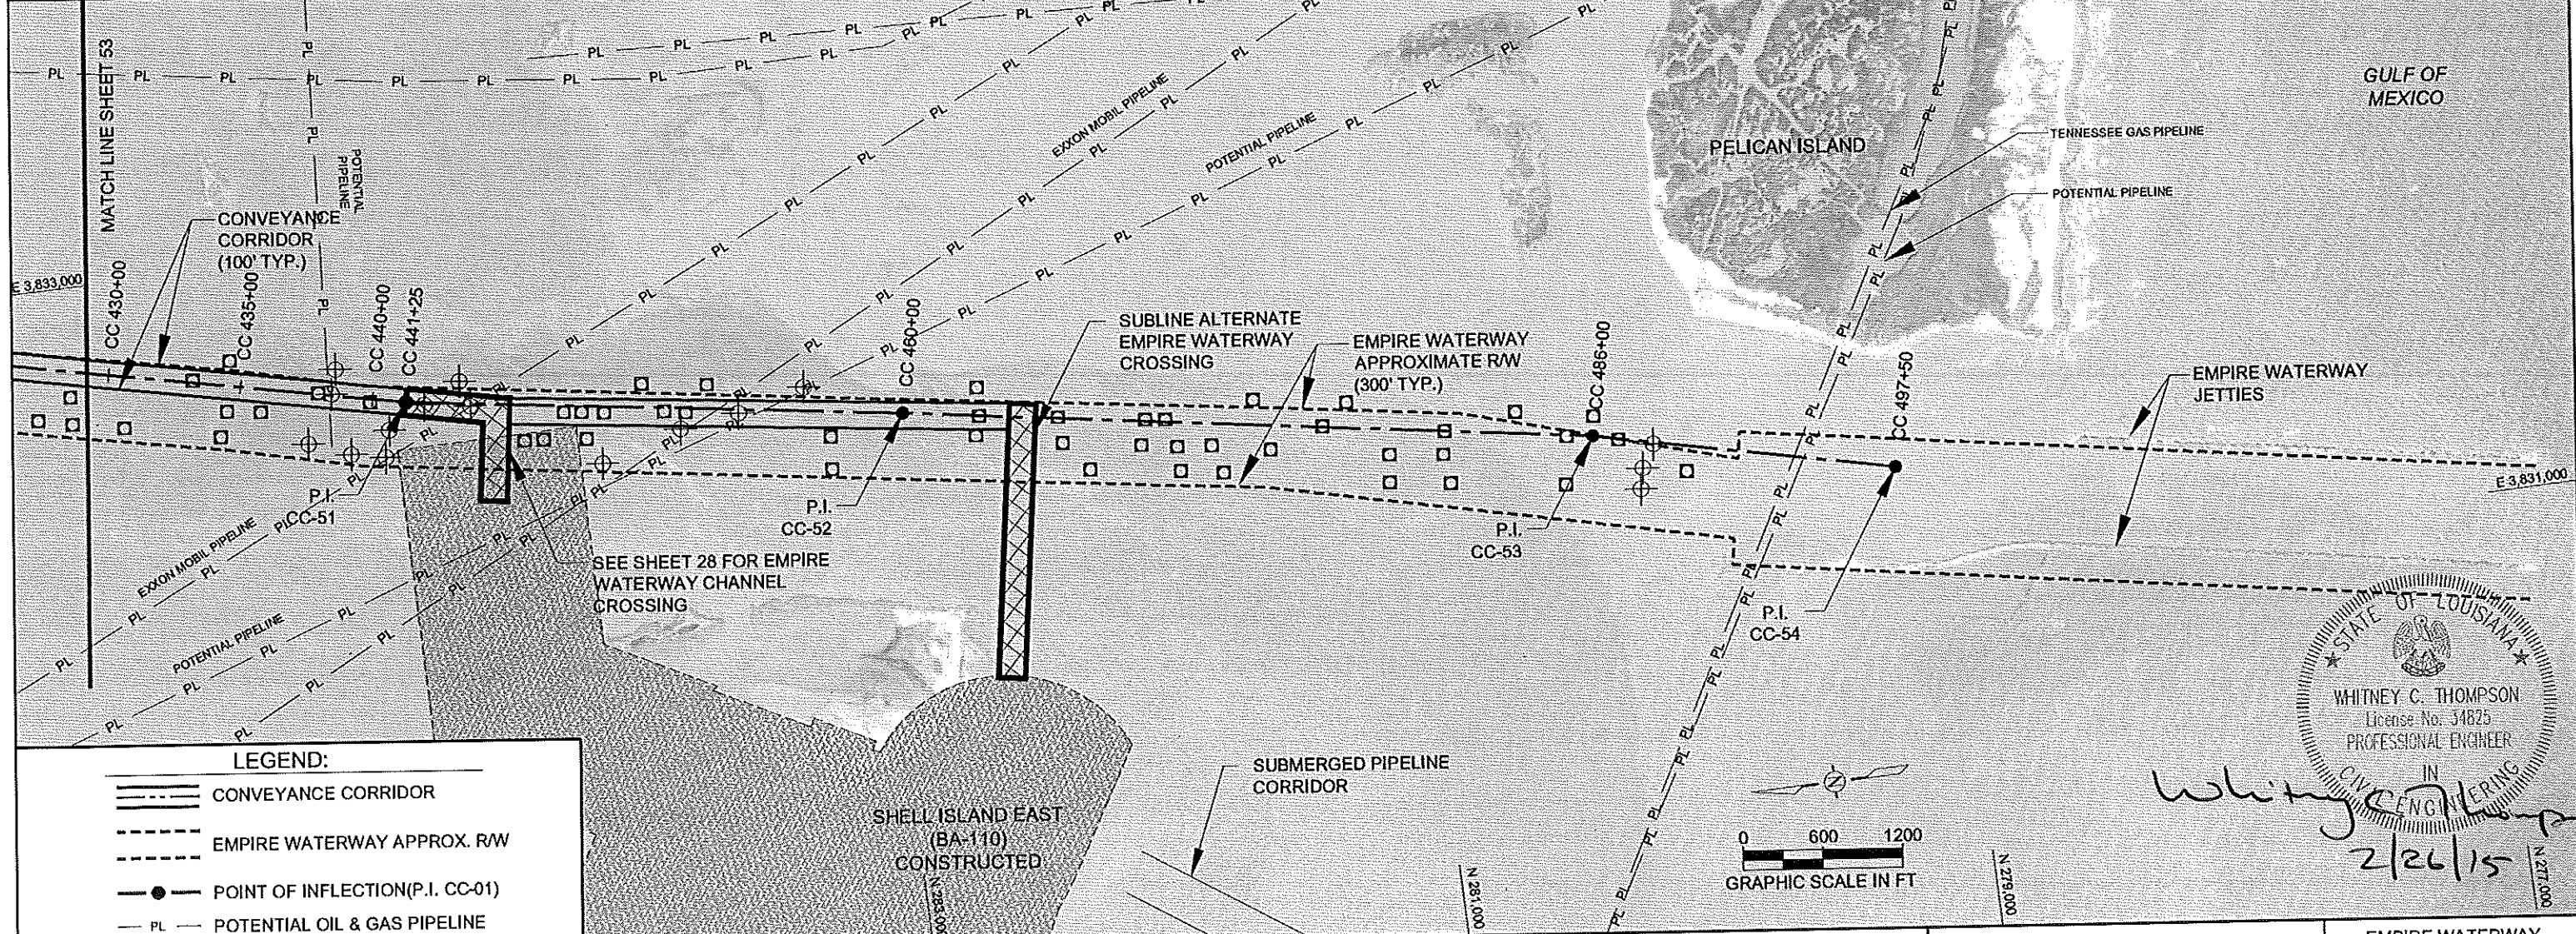 MATCH LINE SHEET 53
GULF OF
MEXICO
EXXON MOBIL PIPELINE
POTENTIAL PIPELINE
PELICAN ISLAND
TENNESSEE GAS PIPELINE
POTENTIAL PIPELINE
POTENTIAL
PIPELINE
CONVEYANCE
CORRIDOR
(100' TYP.)
E 3,833,000
CC 430+00
CC 435+00
CC 440+00
CC 441+25
CC 460+00
SUBLINE ALTERNATE
EMPIRE WATERWAY
CROSSING
EMPIRE WATERWAY
APPROXIMATE R/W
(300' TYP.)
CC 486+00
CC 497+50
EMPIRE WATERWAY
JETTIES
E 3,831,000
P.I.
CC-51
P.I.
CC-52
P.I.
CC-53
P.I.
CC-54
EXXON MOBIL PIPELINE
POTENTIAL PIPELINE
SEE SHEET 28 FOR EMPIRE
WATERWAY CHANNEL
CROSSING
STATE OF LOUISIANA
WHITNEY C. THOMPSON
License No. 34825
PROFESSIONAL ENGINEER
IN
CIVIL ENGINEERING
Whitney C Thompson
2/26/15
SUBMERGED PIPELINE
CORRIDOR
SHELL ISLAND EAST
(BA-110)
CONSTRUCTED
N 283,000
N 281,000
N 279,000
N 277,000
0 600 1200
GRAPHIC SCALE IN FT
LEGEND:
CONVEYANCE CORRIDOR
EMPIRE WATERWAY APPROX. R/W
POINT OF INFLECTION(P.I. CC-01)
PL POTENTIAL OIL & GAS PIPELINE
EMPIRE WATERWAY